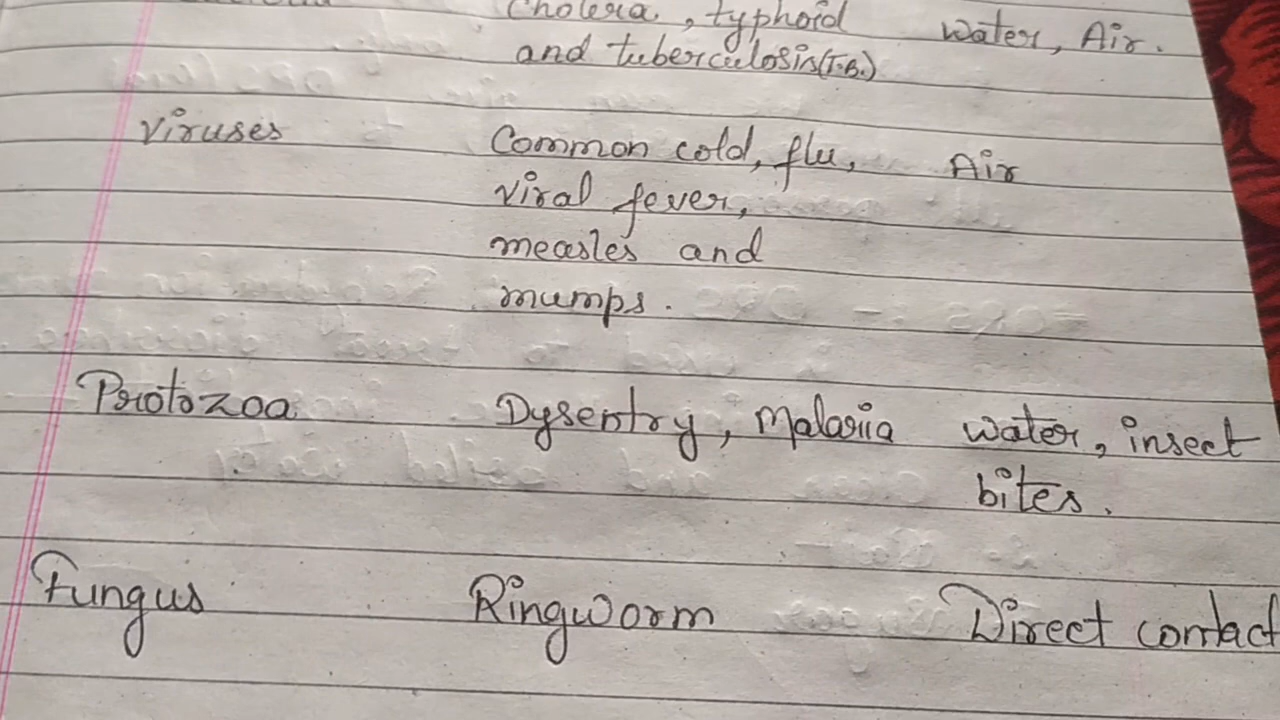 Cholera, typhoid Water, Air.
and tuberculosis(T.B.)
Viruses Common cold, flu, Air
viral fever,
measles and
mumps.
Protozoa Dysentry, Malaria water, insect
bites.
Fungus Ringworm Direct contact